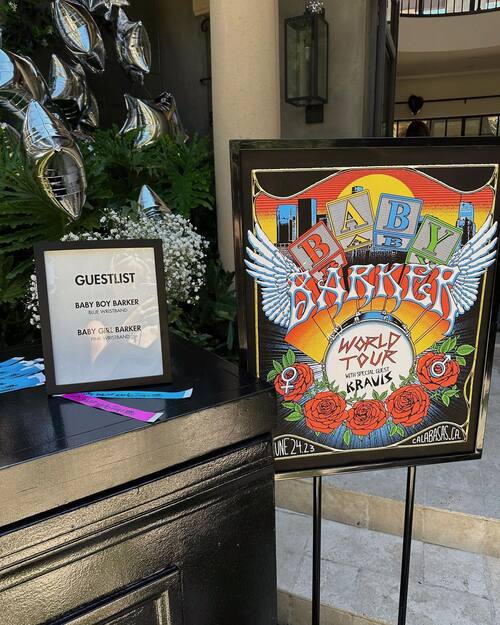 GUESTLIST
BABY BOY BARKER
BLUE WRISTBAND
BABY GIRL BARKER
PINK WRISTBAND
BABY
BARKER
WORLD
TOUR
WITH SPECIAL GUEST
KRAVIS
UNE 24.23
CALABASAS, CA.